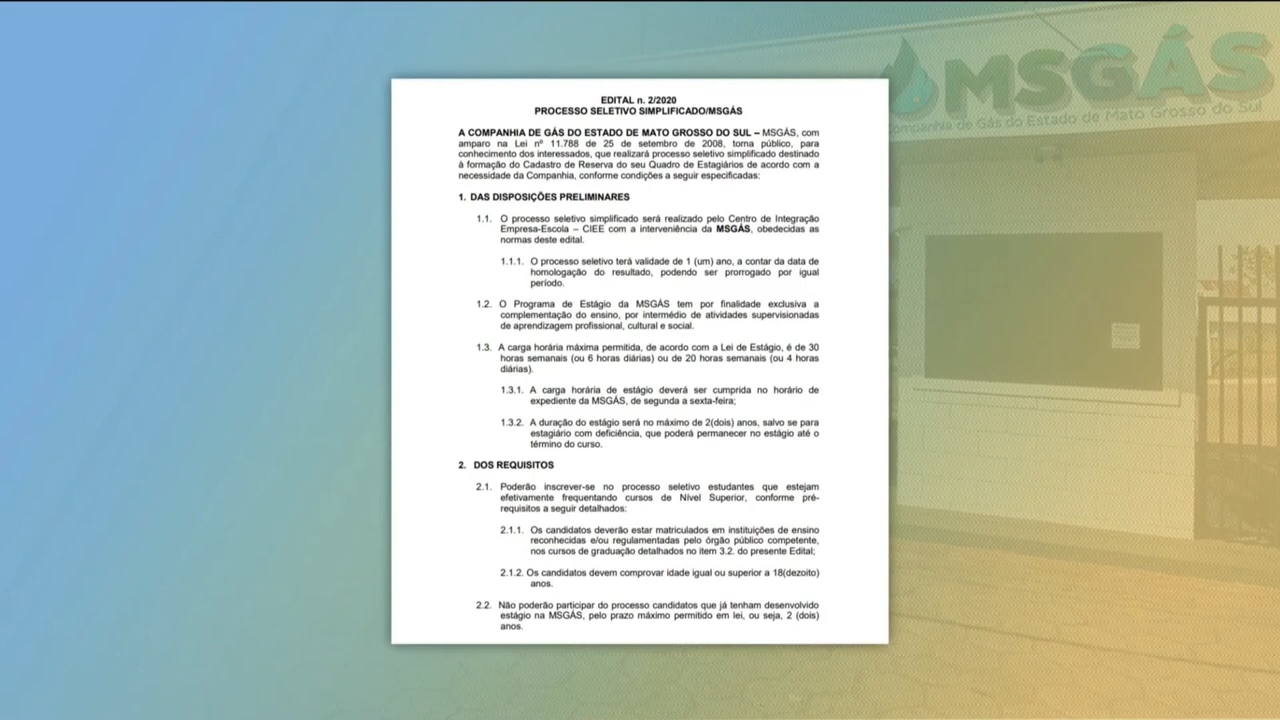 EDITAL n. 2/2020
PROCESSO SELETIVO SIMPLIFICADO/MSGÁS
A COMPANHIA DE GÁS DO ESTADO DE MATO GROSSO DO SUL – MSGÁS, com
amparo na Lei nº 11.788 de 25 de setembro de 2008, torna público, para
conhecimento dos interessados, que realizará processo seletivo simplificado destinado
à formação do Cadastro de Reserva do seu Quadro de Estagiários de acordo com a
necessidade da Companhia, conforme condições a seguir especificadas:
1. DAS DISPOSIÇÕES PRELIMINARES
1.1. O processo seletivo simplificado será realizado pelo Centro de Integração
Empresa-Escola – CIEE com a interveniência da MSGÁS, obedecidas as
normas deste edital.
1.1.1. O processo seletivo terá validade de 1 (um) ano, a contar da data de
homologação do resultado, podendo ser prorrogado por igual
período.
1.2. O Programa de Estágio da MSGÁS tem por finalidade exclusiva a
complementação do ensino, por intermédio de atividades supervisionadas
de aprendizagem profissional, cultural e social.
1.3. A carga horária máxima permitida, de acordo com a Lei de Estágio, é de 30
horas semanais (ou 6 horas diárias) ou de 20 horas semanais (ou 4 horas
diárias).
1.3.1. A carga horária de estágio deverá ser cumprida no horário de
expediente da MSGÁS, de segunda a sexta-feira;
1.3.2. A duração do estágio será no máximo de 2(dois) anos, salvo se para
estagiário com deficiência, que poderá permanecer no estágio até o
término do curso.
2. DOS REQUISITOS
2.1. Poderão inscrever-se no processo seletivo estudantes que estejam
efetivamente frequentando cursos de Nível Superior, conforme pré-
requisitos a seguir detalhados:
2.1.1. Os candidatos deverão estar matriculados em instituições de ensino
reconhecidas e/ou regulamentadas pelo órgão público competente,
nos cursos de graduação detalhados no item 3.2. do presente Edital;
2.1.2. Os candidatos devem comprovar idade igual ou superior a 18(dezoito)
anos.
2.2. Não poderão participar do processo candidatos que já tenham desenvolvido
estágio na MSGÁS, pelo prazo máximo permitido em lei, ou seja, 2 (dois)
anos.
MSGÁS
Companhia de Gás do Estado de Mato Grosso do Sul